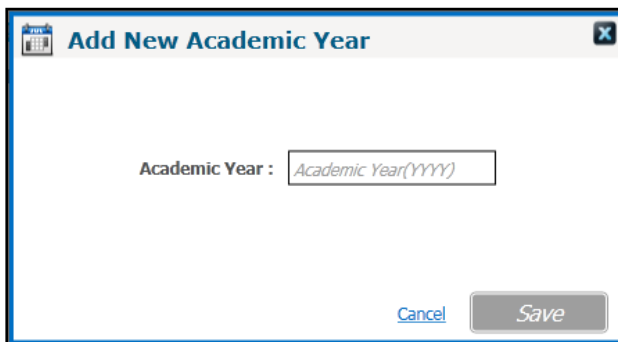 Add New Academic Year
Academic Year :
Academic Year(YYYY)
Cancel
Save